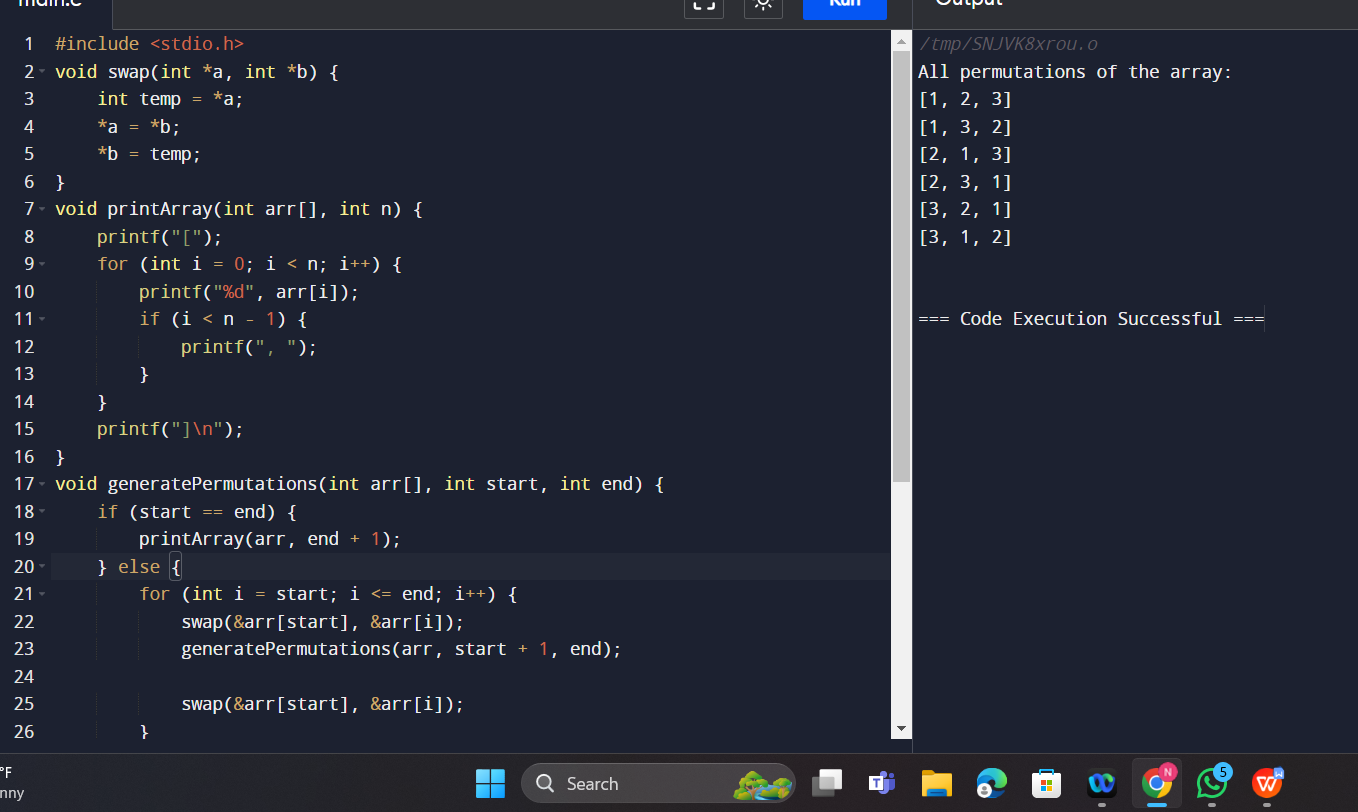 main.c
Run
Output
1 #include <stdio.h>
2 void swap(int *a, int *b) {
3     int temp = *a;
4     *a = *b;
5     *b = temp;
6 }
7 void printArray(int arr[], int n) {
8     printf("[");
9     for (int i = 0; i < n; i++) {
10         printf("%d", arr[i]);
11         if (i < n - 1) {
12             printf(", ");
13         }
14     }
15     printf("]\n");
16 }
17 void generatePermutations(int arr[], int start, int end) {
18     if (start == end) {
19         printArray(arr, end + 1);
20     } else {
21         for (int i = start; i <= end; i++) {
22             swap(&arr[start], &arr[i]);
23             generatePermutations(arr, start + 1, end);
24
25             swap(&arr[start], &arr[i]);
26         }
/tmp/SNJVK8xrou.o
All permutations of the array:
[1, 2, 3]
[1, 3, 2]
[2, 1, 3]
[2, 3, 1]
[3, 2, 1]
[3, 1, 2]
=== Code Execution Successful ===
°F
nny
Search
N
5
W